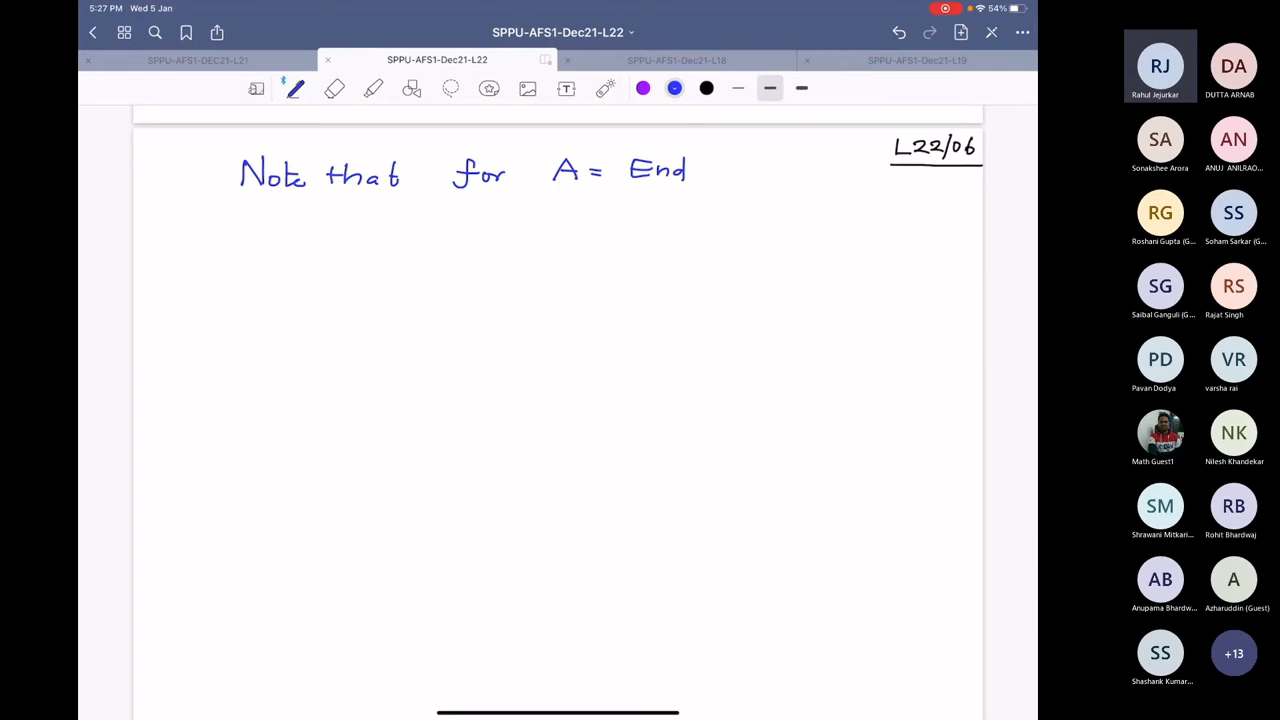 5:27 PM Wed 5 Jan
54%
SPPU-AFS1-Dec21-L22
SPPU-AFS1-DEC21-L21
SPPU-AFS1-Dec21-L22
SPPU-AFS1-Dec21-L18
SPPU-AFS1-Dec21-L19
L22/06
Note that for A = End
RJ DA
Rahul Jejurkar DUTTA ARNAB
SA AN
Sonakshee Arora ANUJ ANILRAO...
RG SS
Roshani Gupta (G... Soham Sarkar (G...
SG RS
Saibal Ganguli (G... Rajat Singh
PD VR
Pavan Dodya varsha rai
NK
Math Guest1 Nilesh Khandekar
SM RB
Shrawani Mitkari... Rohit Bhardwaj
AB A
Anupama Bhardw... Azharuddin (Guest)
SS +13
Shashank Kumar...